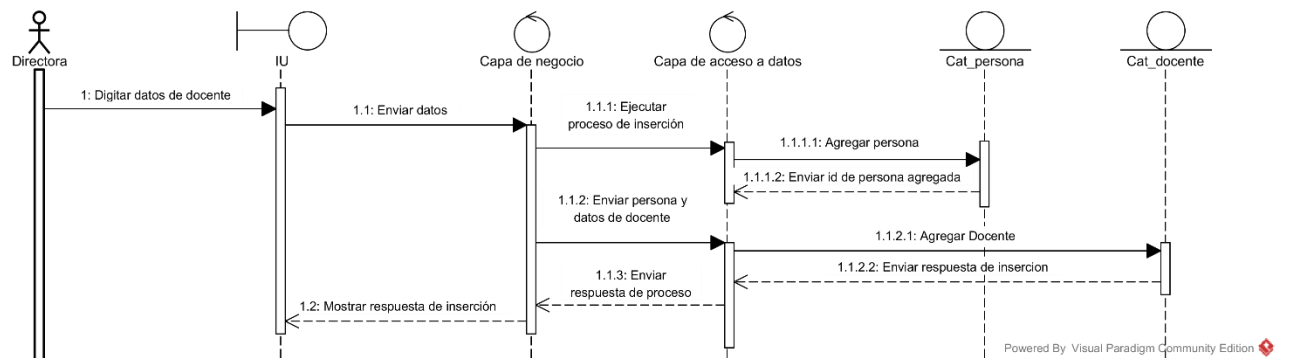 Directora
IU
Capa de negocio
Capa de acceso a datos
Cat_persona
Cat_docente
1: Digitar datos de docente
1.1: Enviar datos
1.1.1: Ejecutar
proceso de inserción
1.1.1.1: Agregar persona
1.1.1.2: Enviar id de persona agregada
1.1.2: Enviar persona y
datos de docente
1.1.2.1: Agregar Docente
1.1.2.2: Enviar respuesta de insercion
1.1.3: Enviar
respuesta de proceso
1.2: Mostrar respuesta de inserción
Powered By Visual Paradigm Community Edition